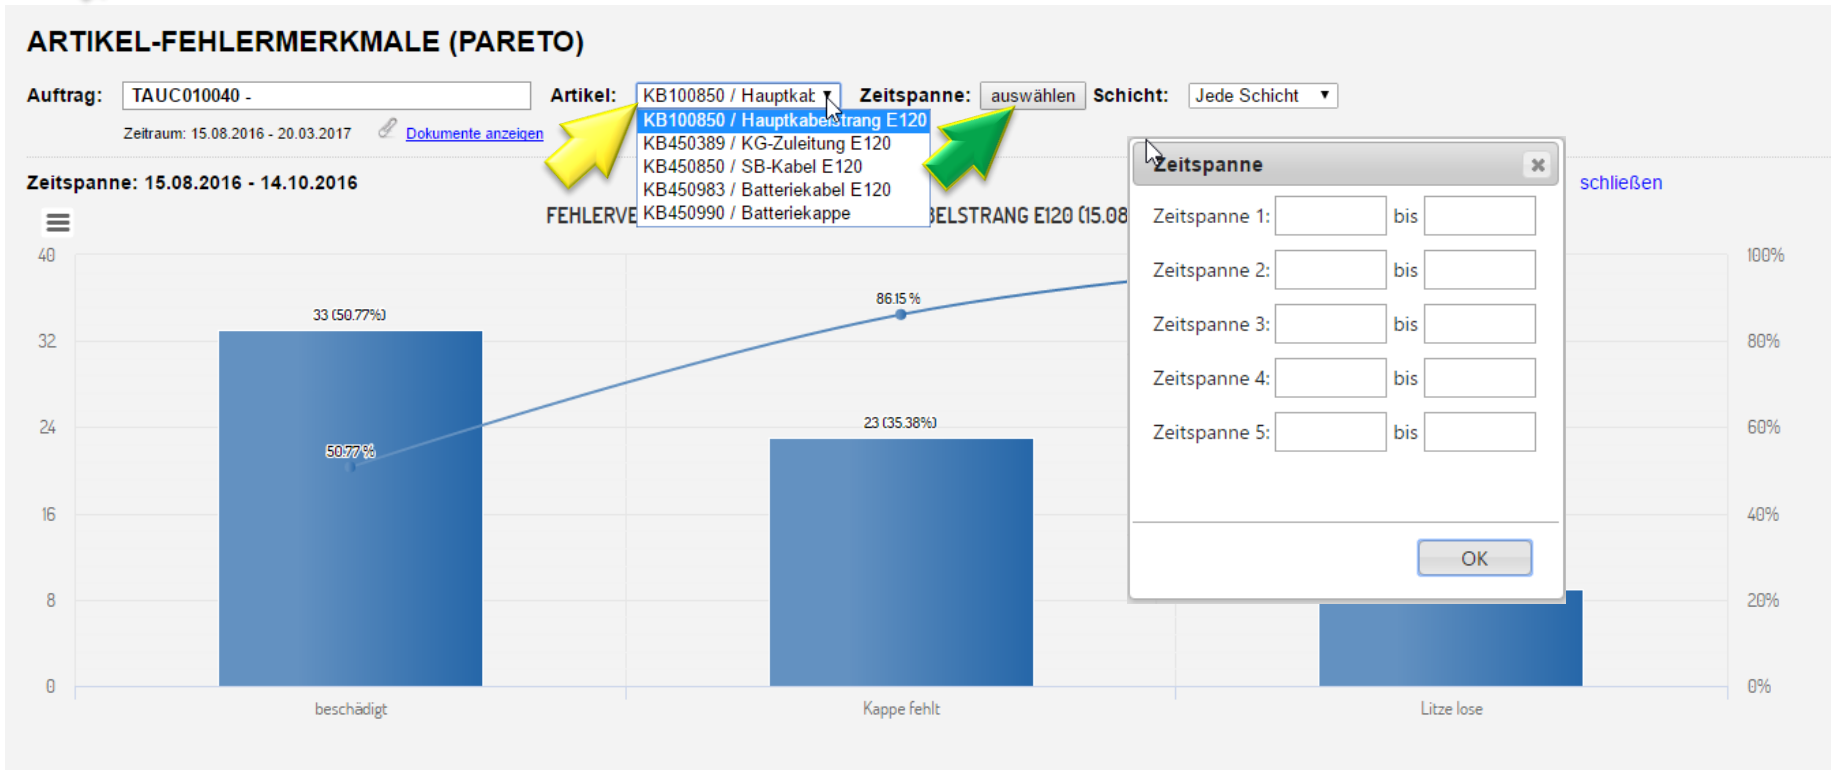 ARTIKEL-FEHLERMERKMALE (PARETO)
Auftrag: TAUC010040 - Artikel: KB100850 / Hauptkat Zeitspanne: auswählen Schicht: Jede Schicht
Zeitraum: 15.08.2016 - 20.03.2017 Dokumente anzeigen
KB100850 / Hauptkabelstrang E120
KB450389 / KG-Zuleitung E120
KB450850 / SB-Kabel E120
KB450983 / Batteriekabel E120
KB450990 / Batteriekappe
Zeitspanne: 15.08.2016 - 14.10.2016
schließen
FEHLERVE BELSTRANG E120 (15.08
Zeitspanne
Zeitspanne 1: bis
Zeitspanne 2: bis
Zeitspanne 3: bis
Zeitspanne 4: bis
Zeitspanne 5: bis
OK
40 100%
32 80%
24 60%
16 40%
8 20%
0 0%
33 (50.77%)
50.77 %
86.15 %
23 (35.38%)
beschädigt Kappe fehlt Litze lose